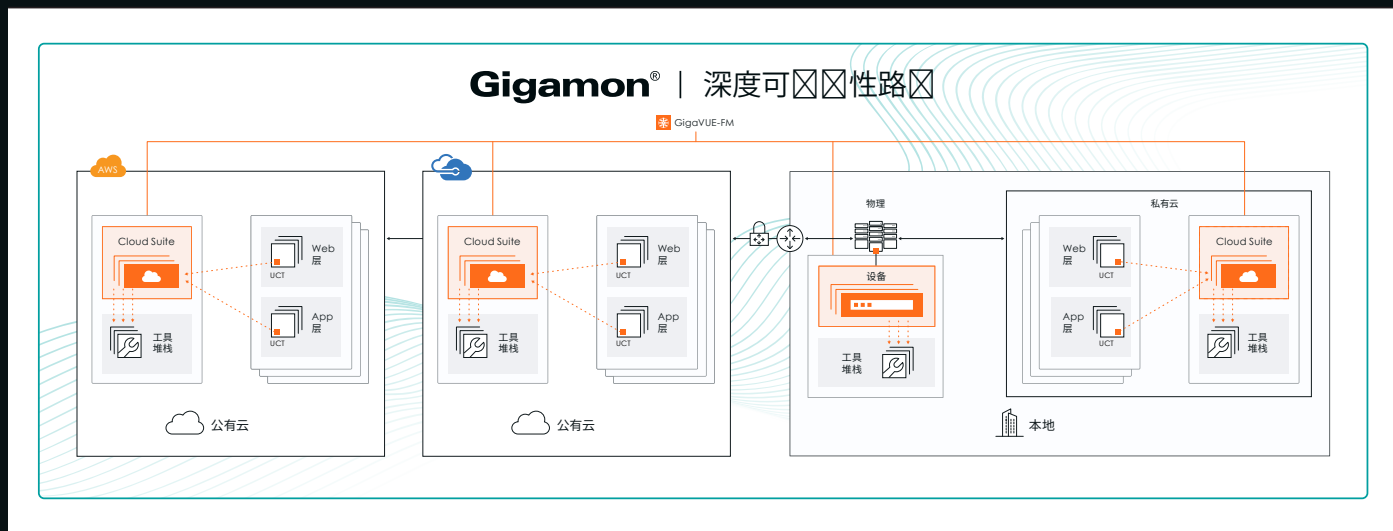 Gigamon® | 深度可性路
GigaVUE-FM
AWS
Cloud Suite
工具
堆栈
Web
层
UCT
App
层
UCT
公有云
Cloud Suite
工具
堆栈
Web
层
UCT
App
层
UCT
公有云
物理
设备
工具
堆栈
私有云
Web
层
UCT
App
层
UCT
Cloud Suite
工具
堆栈
本地